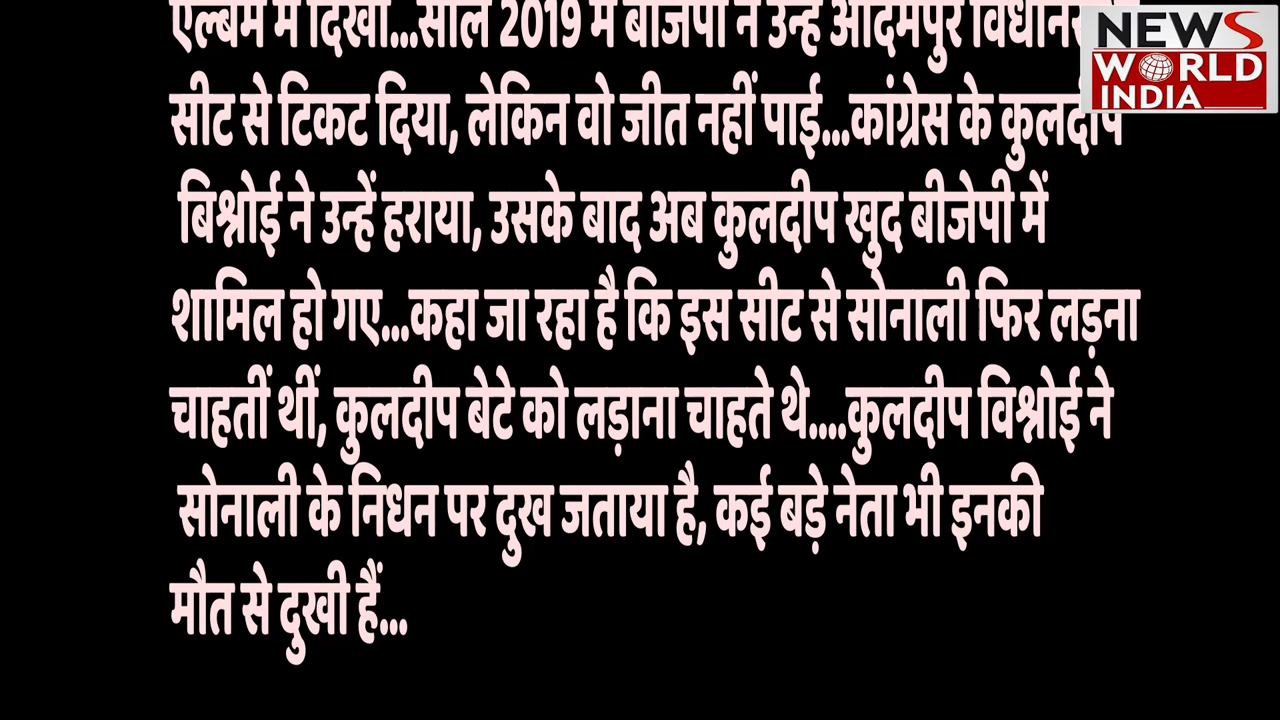 एल्बम में दिखीं...साल 2019 में बीजेपी ने उन्हें आदमपुर
सीट से टिकट दिया, लेकिन वो जीत नहीं पाई...कांग्रेस के कुलदीप
बिश्नोई ने उन्हें हराया, उसके बाद अब कुलदीप खुद बीजेपी में
शामिल हो गए...कहा जा रहा है कि इस सीट से सोनाली फिर लड़ना
चाहतीं थीं, कुलदीप बेटे को लड़ाना चाहते थे....कुलदीप विश्नोई ने
सोनाली के निधन पर दुख जताया है, कई बड़े नेता भी इनकी
मौत से दुखी हैं...
NEWS
WORLD
INDIA